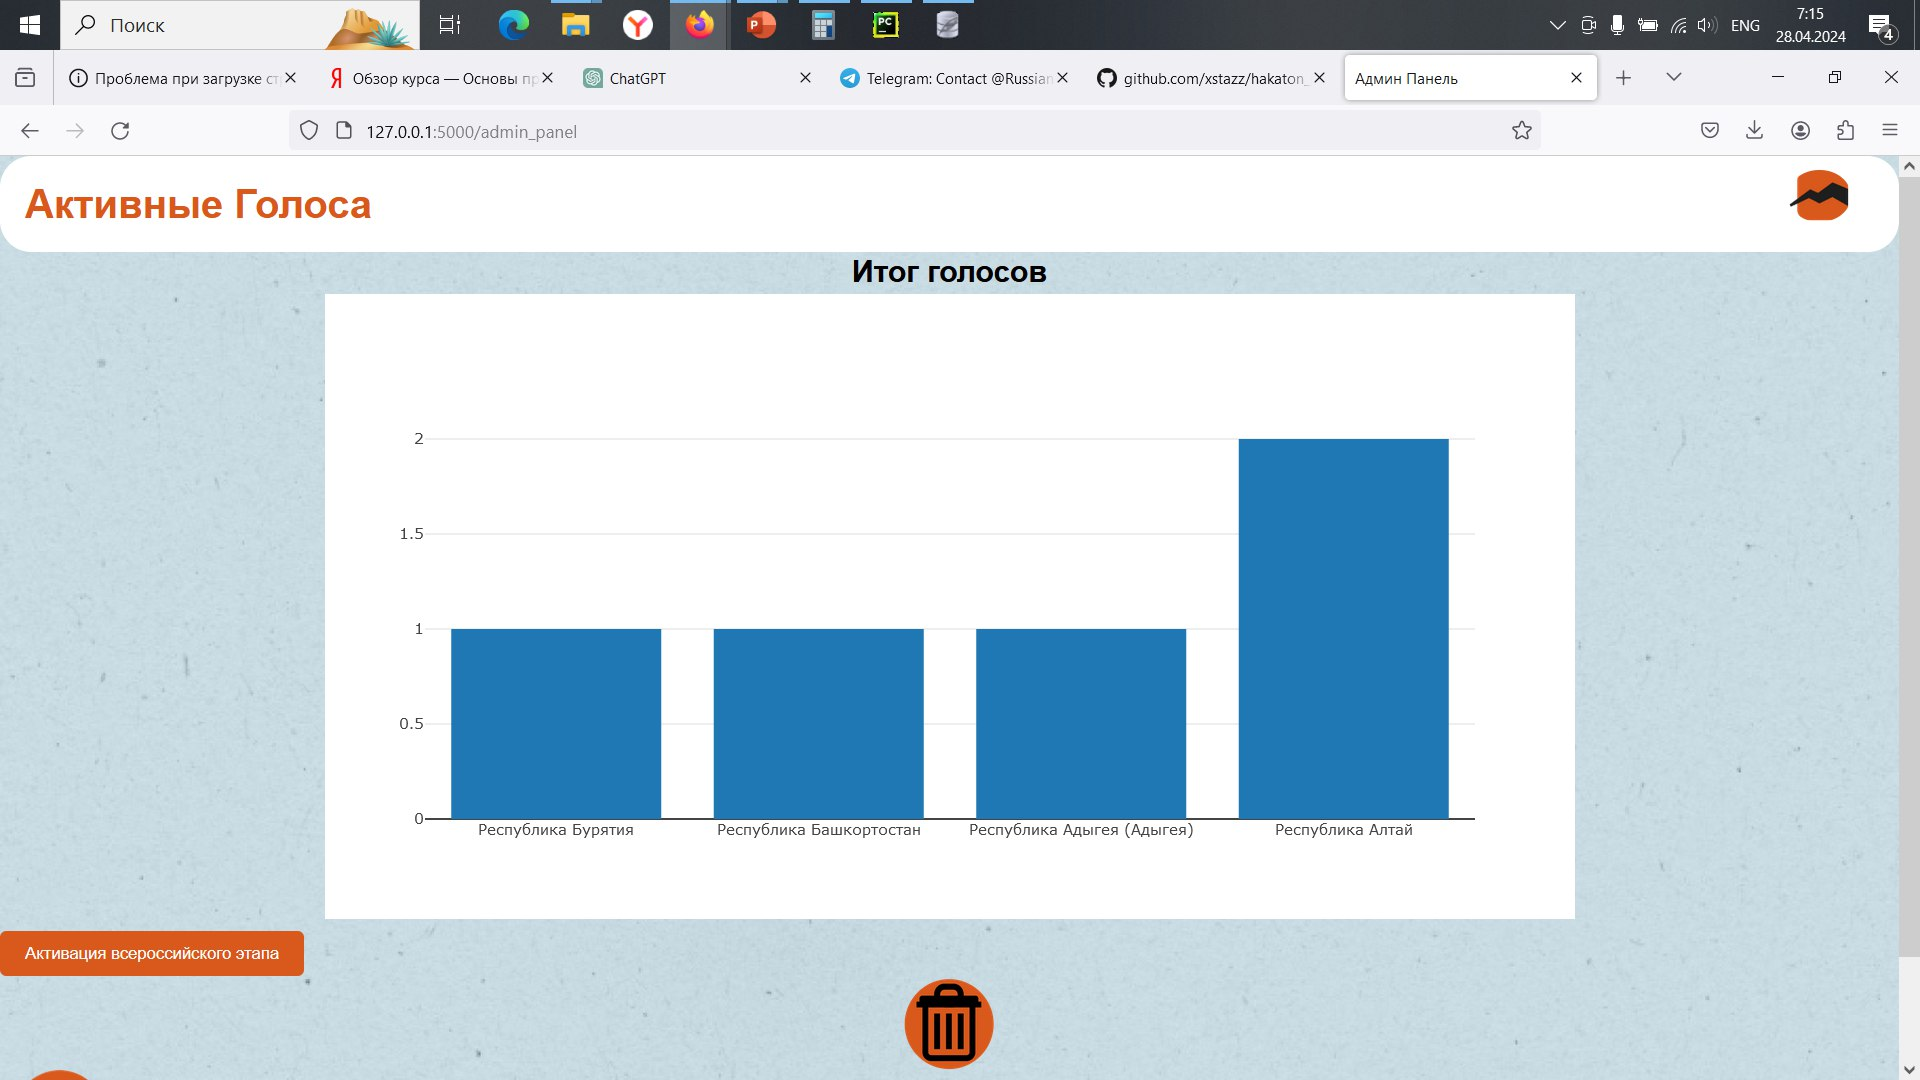 Поиск
ENG
7:15
28.04.2024
4
Проблема при загрузке ст
Обзор курса — Основы пр
ChatGPT
Telegram: Contact @Russian
github.com/xstazz/hakaton_
Админ Панель
127.0.0.1:5000/admin_panel
Активные Голоса
Итог голосов
2
1.5
1
0.5
0
Республика Бурятия
Республика Башкортостан
Республика Адыгея (Адыгея)
Республика Алтай
Активация всероссийского этапа